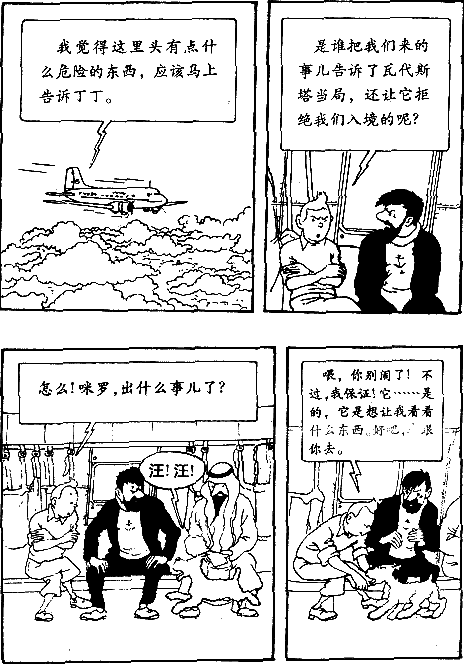 我觉得这里头有点什
么危险的东西，应该马上
告诉丁丁。
是谁把我们来的
事儿告诉了瓦代斯
塔当局，还让它拒
绝我们入境的呢？
怎么！咪罗，出什么事儿了？
汪！汪！
喂，你别闹了！不
过，我保证！它……是
的，它是想让我看看
什么东西。好吧，跟
你去。